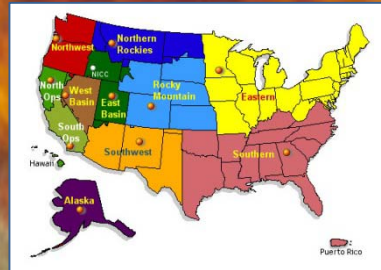 Northern
Rockies
Northwest
NICC
North
Ops
West
Basin
East
Basin
Rocky
Mountain
Eastern
South
Ops
Southwest
Southern
Hawaii
Alaska
Puerto Rico